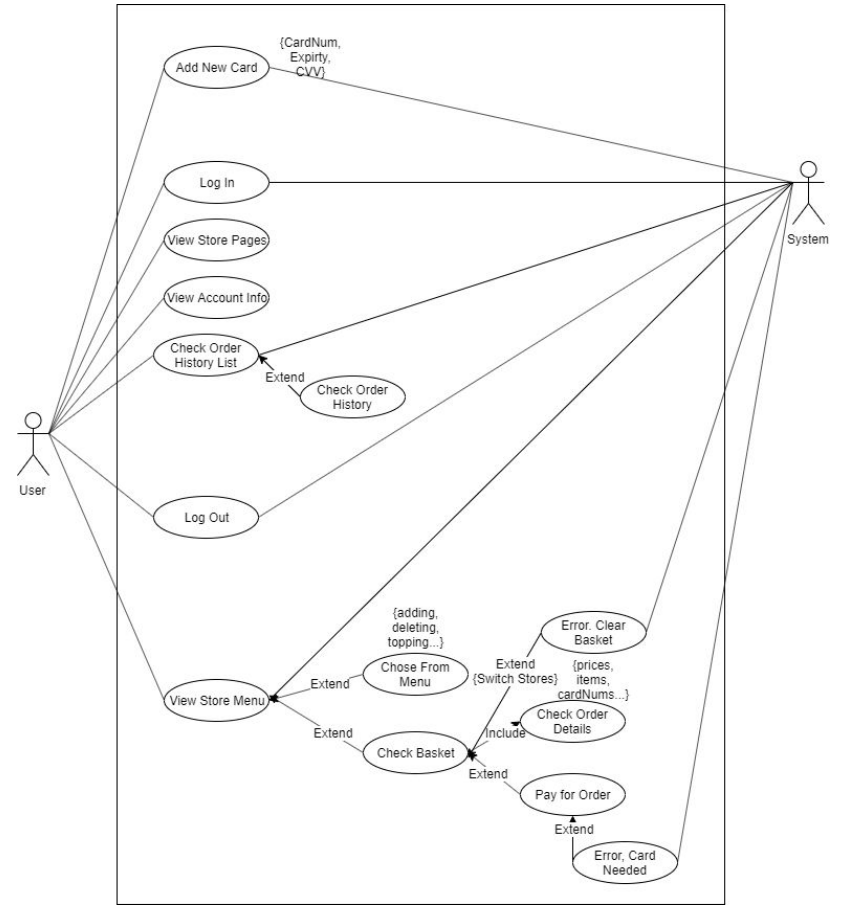 {CardNum,
Expirty,
CVV}
Add New Card
Log In
System
View Store Pages
View Account Info
Check Order
History List
Extend
Check Order
History
User
Log Out
{adding,
deleting,
topping...}
Error. Clear
Basket
Extend
{Switch Stores}
{prices,
items,
cardNums...}
Chose From
Menu
Extend
View Store Menu
Check Order
Details
Extend
Include
Check Basket
Extend
Pay for Order
Extend
Error, Card
Needed